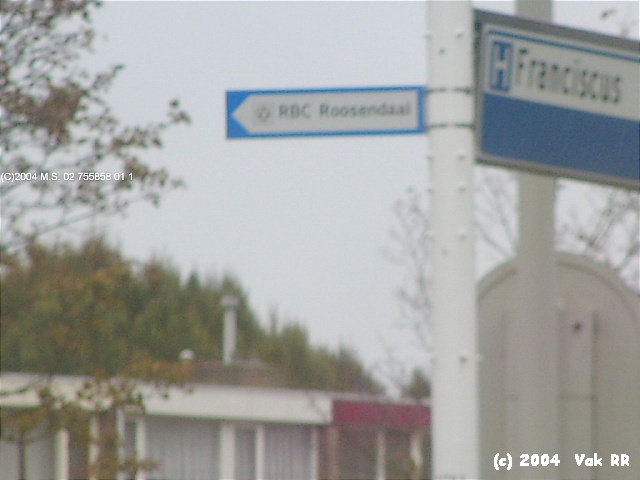 H Franciscus
RBC Roosendaal
(C)2004 M.S. 02 755858 01 1
(c) 2004 Vak RR